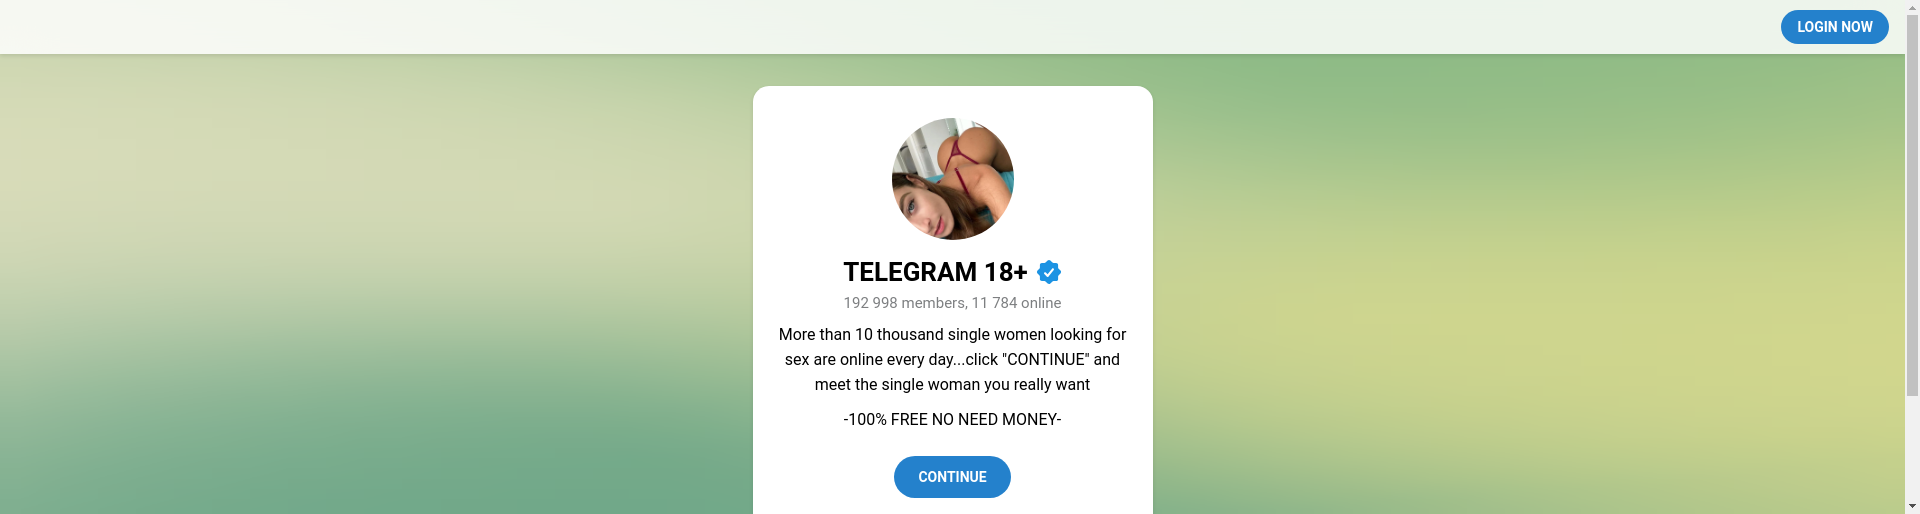 LOGIN NOW
TELEGRAM 18+
192 998 members, 11 784 online
More than 10 thousand single women looking for
sex are online every day...click "CONTINUE" and
meet the single woman you really want
-100% FREE NO NEED MONEY-
CONTINUE